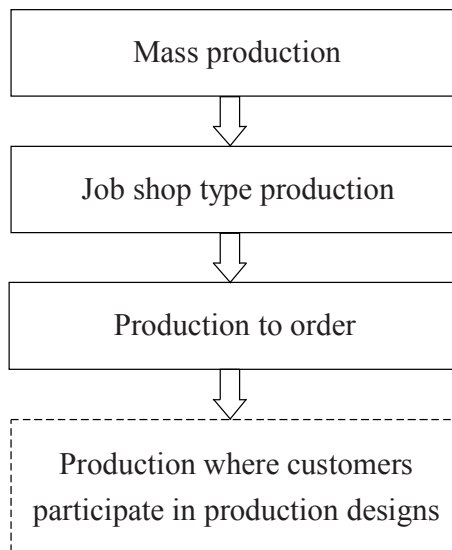 Mass production
Job shop type production
Production to order
Production where customers
participate in production designs